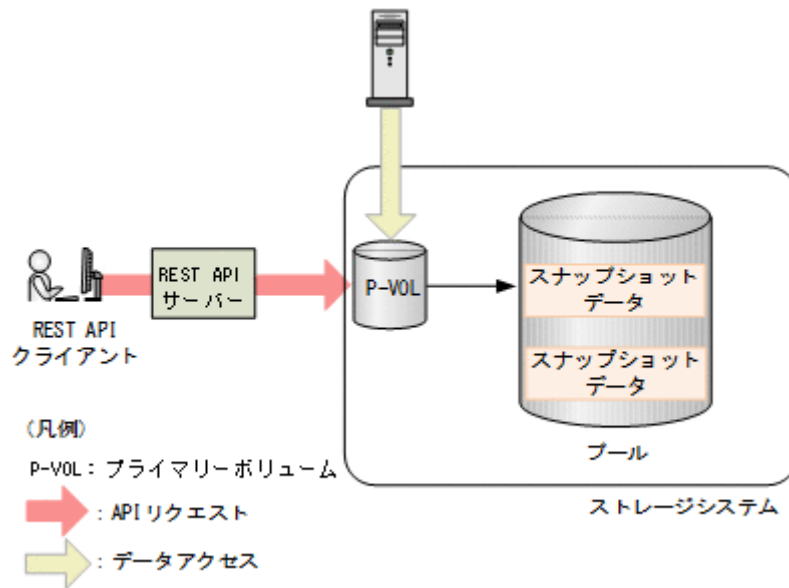 REST API
サーバー
P-VOL
スナップショット
データ
スナップショット
データ
REST API
クライアント
プール
(凡例)
P-VOL：プライマリーボリューム
ストレージシステム
：APIリクエスト
：データアクセス